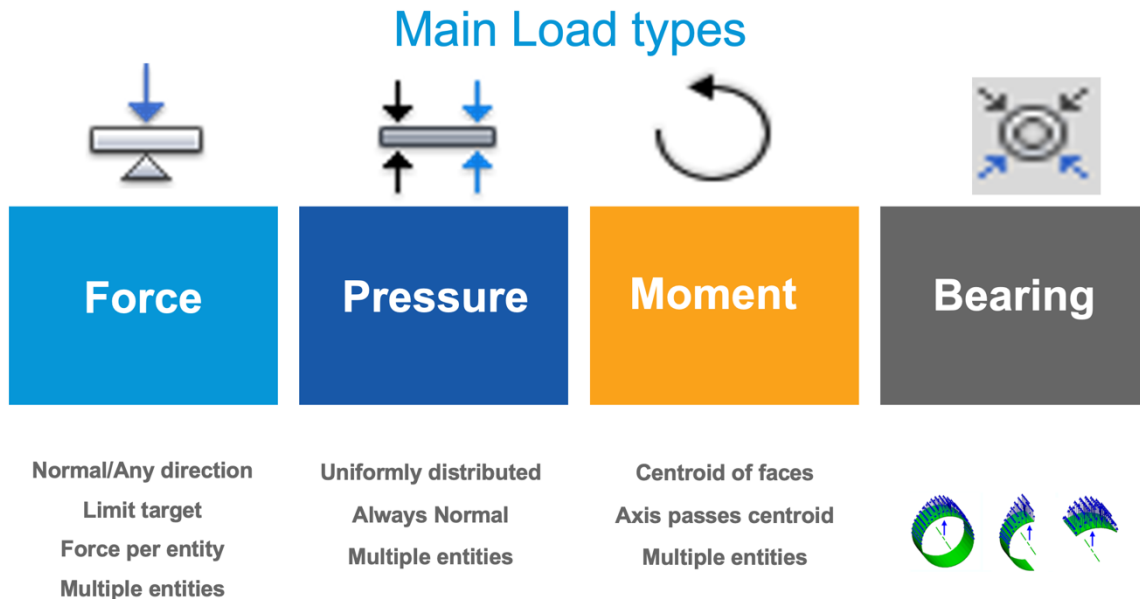 Main Load types
Force
Pressure
Moment
Bearing
Normal/Any direction
Limit target
Force per entity
Multiple entities
Uniformly distributed
Always Normal
Multiple entities
Centroid of faces
Axis passes centroid
Multiple entities